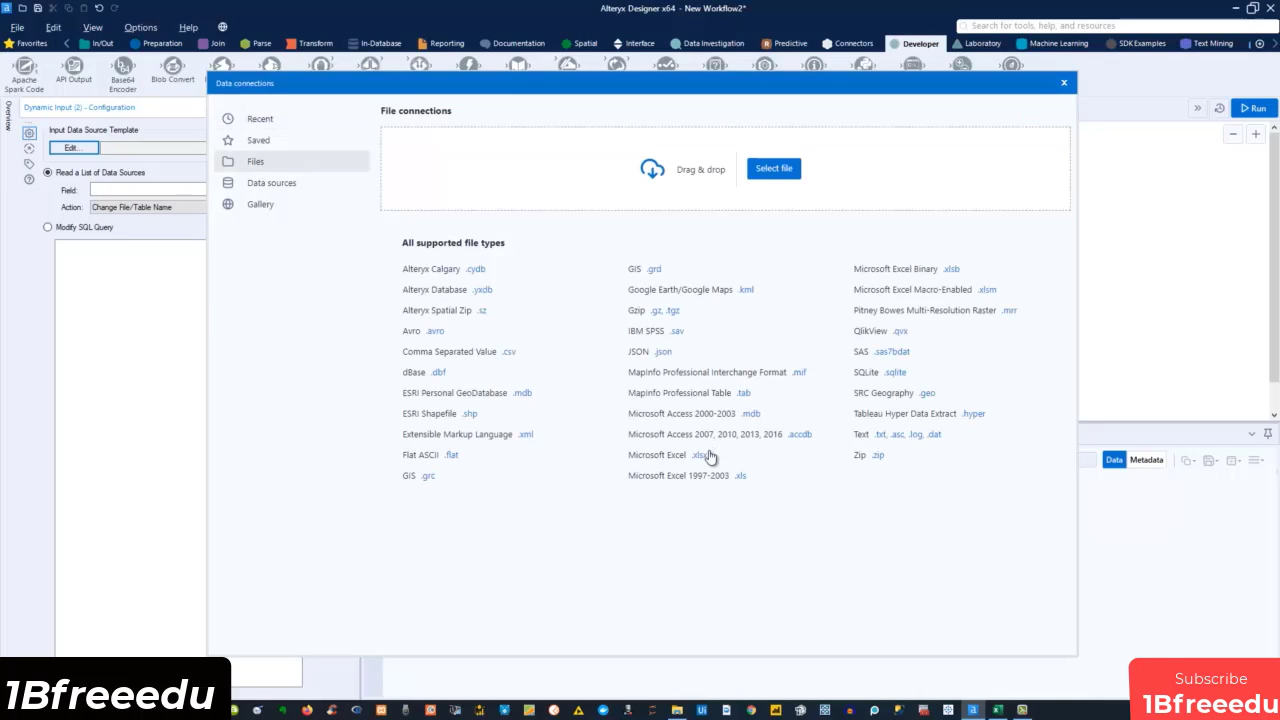 Alteryx Designer x64 - New Workflow2*
File Edit View Options Help
Search for tools, help, and resources
Favorites In/Out Preparation Join Parse Transform In-Database Reporting Documentation Spatial Interface Data Investigation Predictive Connectors Developer Laboratory Machine Learning SDK Examples Text Mining
Apache Spark Code
API Output
Base64 Encoder
Blob Convert
Overview
Dynamic Input (2) - Configuration
Run
Input Data Source Template
Edit...
Read a List of Data Sources
Field:
Action: Change File/Table Name
Modify SQL Query
Data connections
Recent
Saved
Files
Data sources
Gallery
File connections
Drag & drop
Select file
All supported file types
Alteryx Calgary .cydb
Alteryx Database .yxdb
Alteryx Spatial Zip .sz
Avro .avro
Comma Separated Value .csv
dBase .dbf
ESRI Personal GeoDatabase .mdb
ESRI Shapefile .shp
Extensible Markup Language .xml
Flat ASCII .flat
GIS .grc
GIS .grd
Google Earth/Google Maps .kml
Gzip .gz, .tgz
IBM SPSS .sav
JSON .json
MapInfo Professional Interchange Format .mif
MapInfo Professional Table .tab
Microsoft Access 2000-2003 .mdb
Microsoft Access 2007, 2010, 2013, 2016 .accdb
Microsoft Excel .xlsx
Microsoft Excel 1997-2003 .xls
Microsoft Excel Binary .xlsb
Microsoft Excel Macro-Enabled .xlsm
Pitney Bowes Multi-Resolution Raster .mrr
QlikView .qvx
SAS .sas7bdat
SQLite .sqlite
SRC Geography .geo
Tableau Hyper Data Extract .hyper
Text .txt, .asc, .log, .dat
Zip .zip
Data Metadata
1Bfreeedu
Subscribe
1Bfreeedu